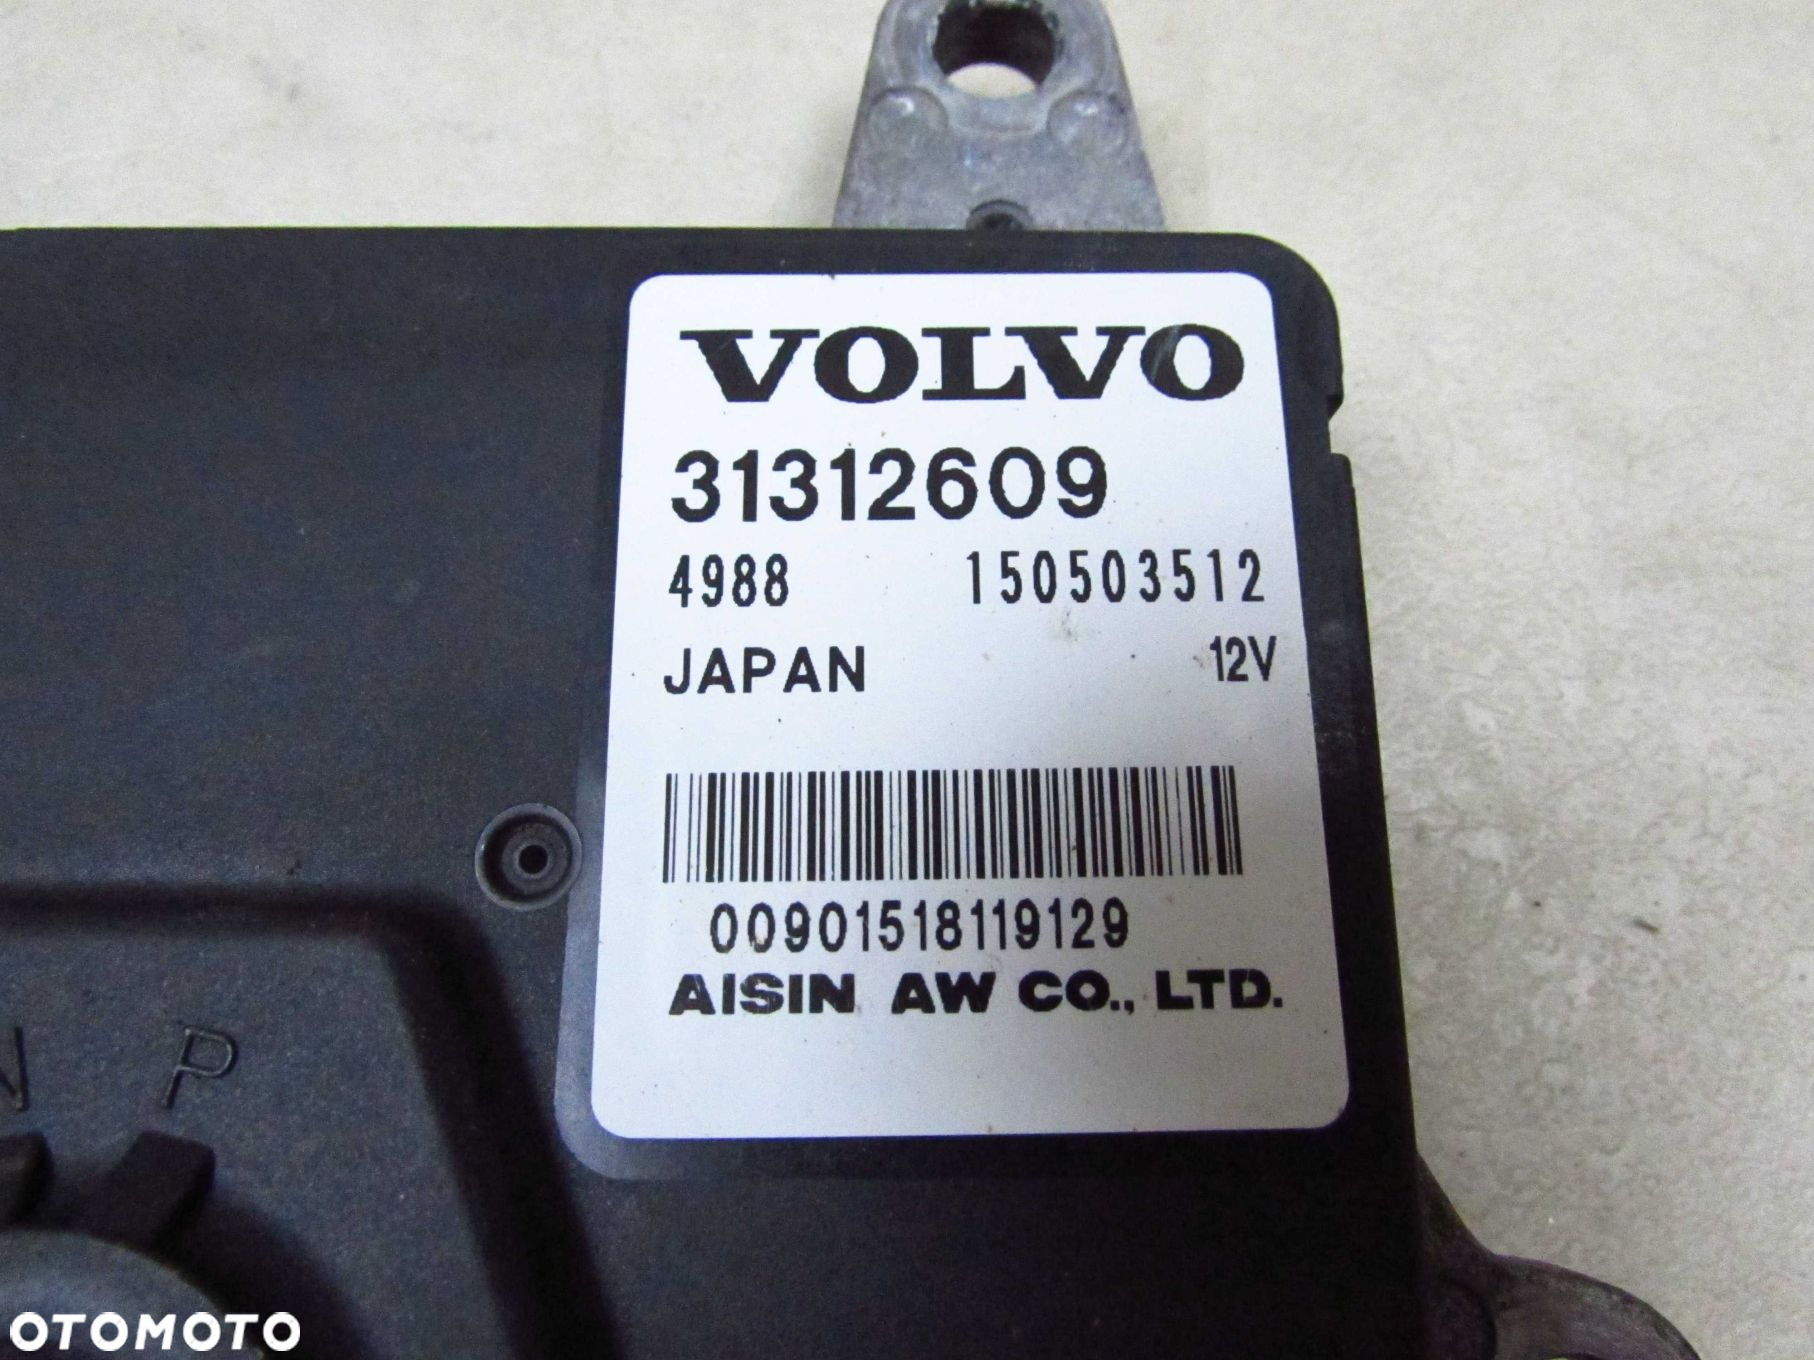 VOLVO
31312609
4988 150503512
JAPAN 12V
00901518119129
AISIN AW CO., LTD.
N P
OTOMOTO